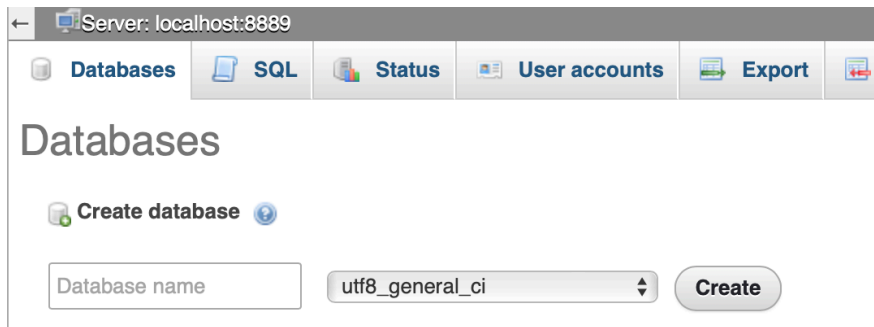 Server: localhost:8889
Databases SQL Status User accounts Export
Databases
Create database
Database name utf8_general_ci Create